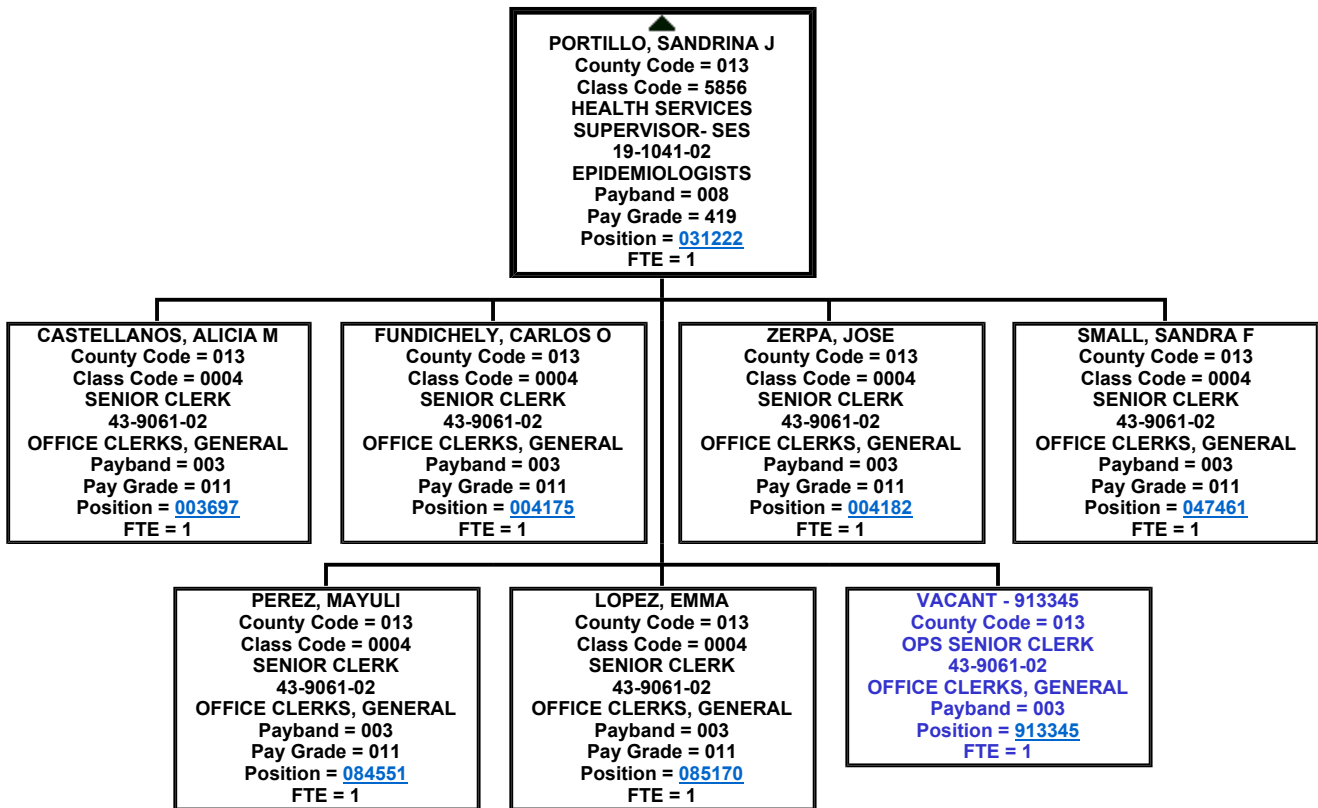 PORTILLO, SANDRINA J
County Code = 013
Class Code = 5856
HEALTH SERVICES
SUPERVISOR- SES
19-1041-02
EPIDEMIOLOGISTS
Payband = 008
Pay Grade = 419
Position = 031222
FTE = 1
CASTELLANOS, ALICIA M
County Code = 013
Class Code = 0004
SENIOR CLERK
43-9061-02
OFFICE CLERKS, GENERAL
Payband = 003
Pay Grade = 011
Position = 003697
FTE = 1
FUNDICHELY, CARLOS O
County Code = 013
Class Code = 0004
SENIOR CLERK
43-9061-02
OFFICE CLERKS, GENERAL
Payband = 003
Pay Grade = 011
Position = 004175
FTE = 1
ZERPA, JOSE
County Code = 013
Class Code = 0004
SENIOR CLERK
43-9061-02
OFFICE CLERKS, GENERAL
Payband = 003
Pay Grade = 011
Position = 004182
FTE = 1
SMALL, SANDRA F
County Code = 013
Class Code = 0004
SENIOR CLERK
43-9061-02
OFFICE CLERKS, GENERAL
Payband = 003
Pay Grade = 011
Position = 047461
FTE = 1
PEREZ, MAYULI
County Code = 013
Class Code = 0004
SENIOR CLERK
43-9061-02
OFFICE CLERKS, GENERAL
Payband = 003
Pay Grade = 011
Position = 084551
FTE = 1
LOPEZ, EMMA
County Code = 013
Class Code = 0004
SENIOR CLERK
43-9061-02
OFFICE CLERKS, GENERAL
Payband = 003
Pay Grade = 011
Position = 085170
FTE = 1
VACANT - 913345
County Code = 013
OPS SENIOR CLERK
43-9061-02
OFFICE CLERKS, GENERAL
Payband = 003
Position = 913345
FTE = 1